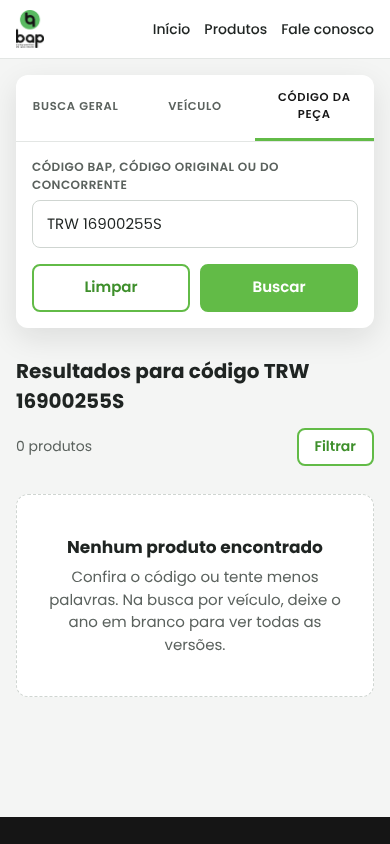 bap
Início Produtos Fale conosco
BUSCA GERAL
VEÍCULO
CÓDIGO DA
PEÇA
CÓDIGO BAP, CÓDIGO ORIGINAL OU DO
CONCORRENTE
TRW 16900255S
Limpar
Buscar
Resultados para código TRW
16900255S
0 produtos
Filtrar
Nenhum produto encontrado
Confira o código ou tente menos
palavras. Na busca por veículo, deixe o
ano em branco para ver todas as
versões.